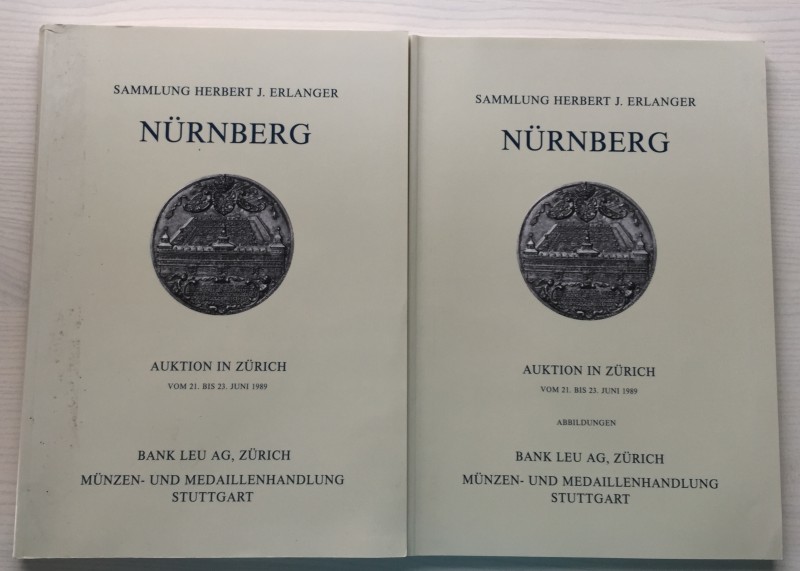 SAMMLUNG HERBERT J. ERLANGER
NÜRNBERG
AUKTION IN ZÜRICH
VOM 21. BIS 23. JUNI 1989
BANK LEU AG, ZÜRICH
MÜNZEN- UND MEDAILLENHANDLUNG
STUTTGART
SAMMLUNG HERBERT J. ERLANGER
NÜRNBERG
AUKTION IN ZÜRICH
VOM 21. BIS 23. JUNI 1989
ABBILDUNGEN
BANK LEU AG, ZÜRICH
MÜNZEN- UND MEDAILLENHANDLUNG
STUTTGART